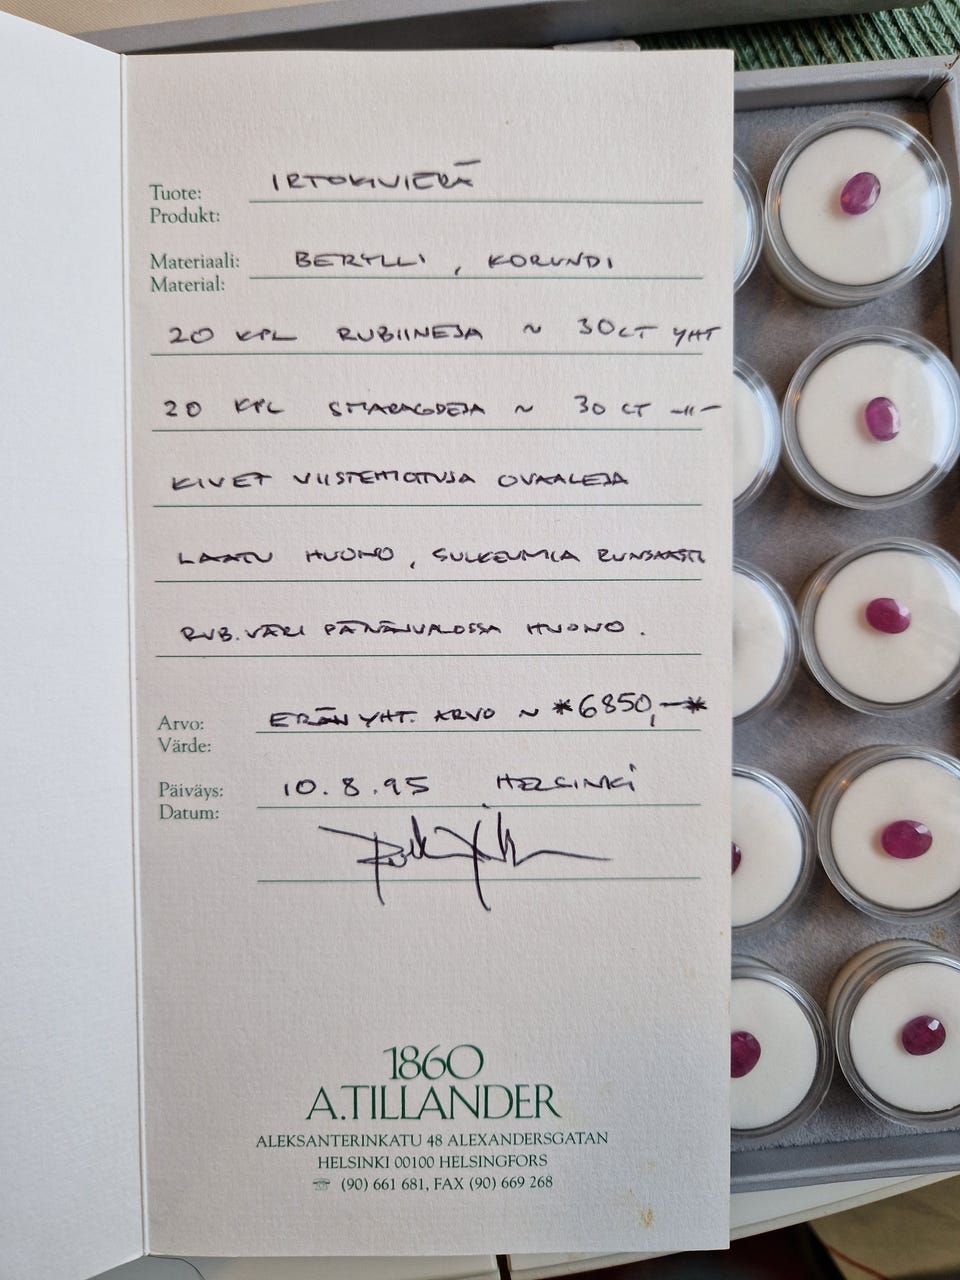 Tuote: IRTOKIVIERÄ
Produkt:
Materiaali: BERYLLI, KORUNDI
Material:
20 KPL RUBIINEJA ~ 30CT YHT
20 KPL SMARAGDEJA ~ 30 CT -"-
KIVET VIISTEHIOTTUJA OVAALEJA
LAATU HUONO, SULKEUMIA RUNSAASTI
RUB. VÄRI PÄIVÄNVALOSSA HUONO.
Arvo: ERÄN YHT. ARVO ~ *6850,-*
Värde:
Päiväys: 10.8.95 HELSINKI
Datum:
1860
A.TILLANDER
ALEKSANTERINKATU 48 ALEXANDERSGATAN
HELSINKI 00100 HELSINGFORS
☎ (90) 661 681, FAX (90) 669 268